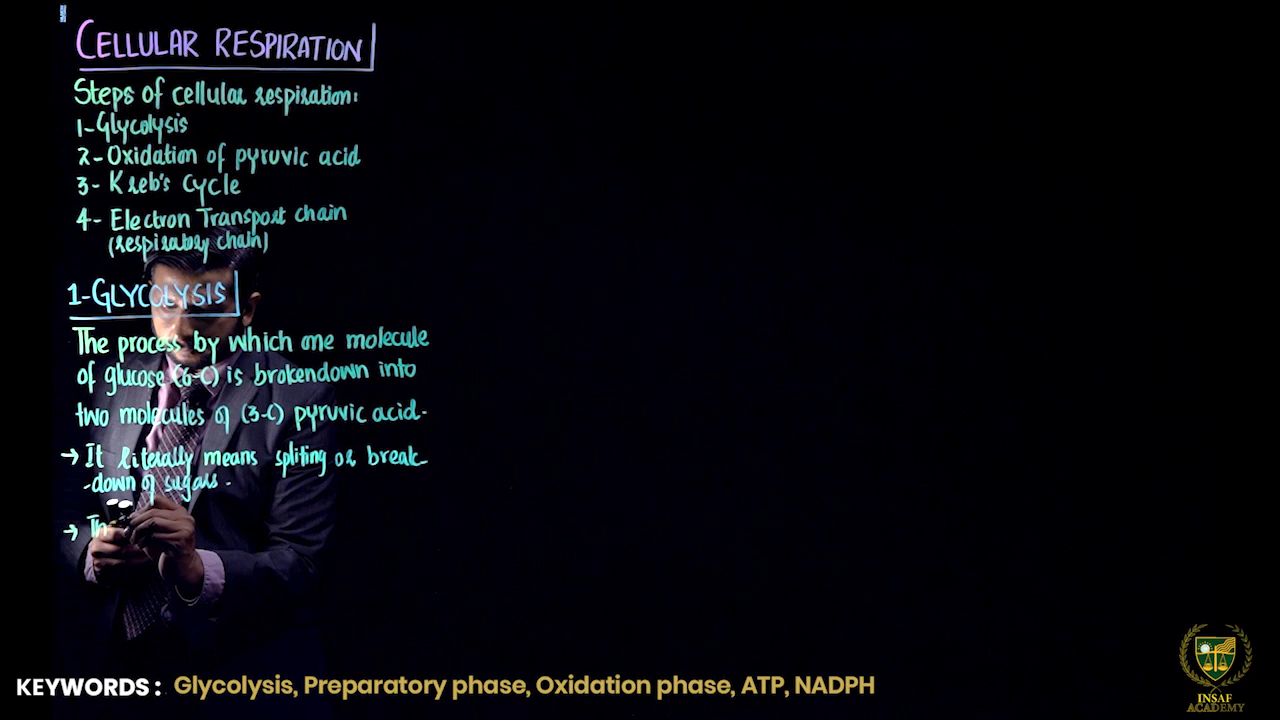 CELLULAR RESPIRATION
Steps of cellular respiration:
1- Glycolysis
2- Oxidation of pyruvic acid
3- Kreb's Cycle
4- Electron Transport chain
(respiratory chain)
1-GLYCOLYSIS
The process by which one molecule
of glucose (6-C) is brokendown into
two molecules of (3-C) pyruvic acid.
→ It literally means spliting or break-
-down of sugars.
→ Th
KEYWORDS : Glycolysis, Preparatory phase, Oxidation phase, ATP, NADPH
INSAF
ACADEMY